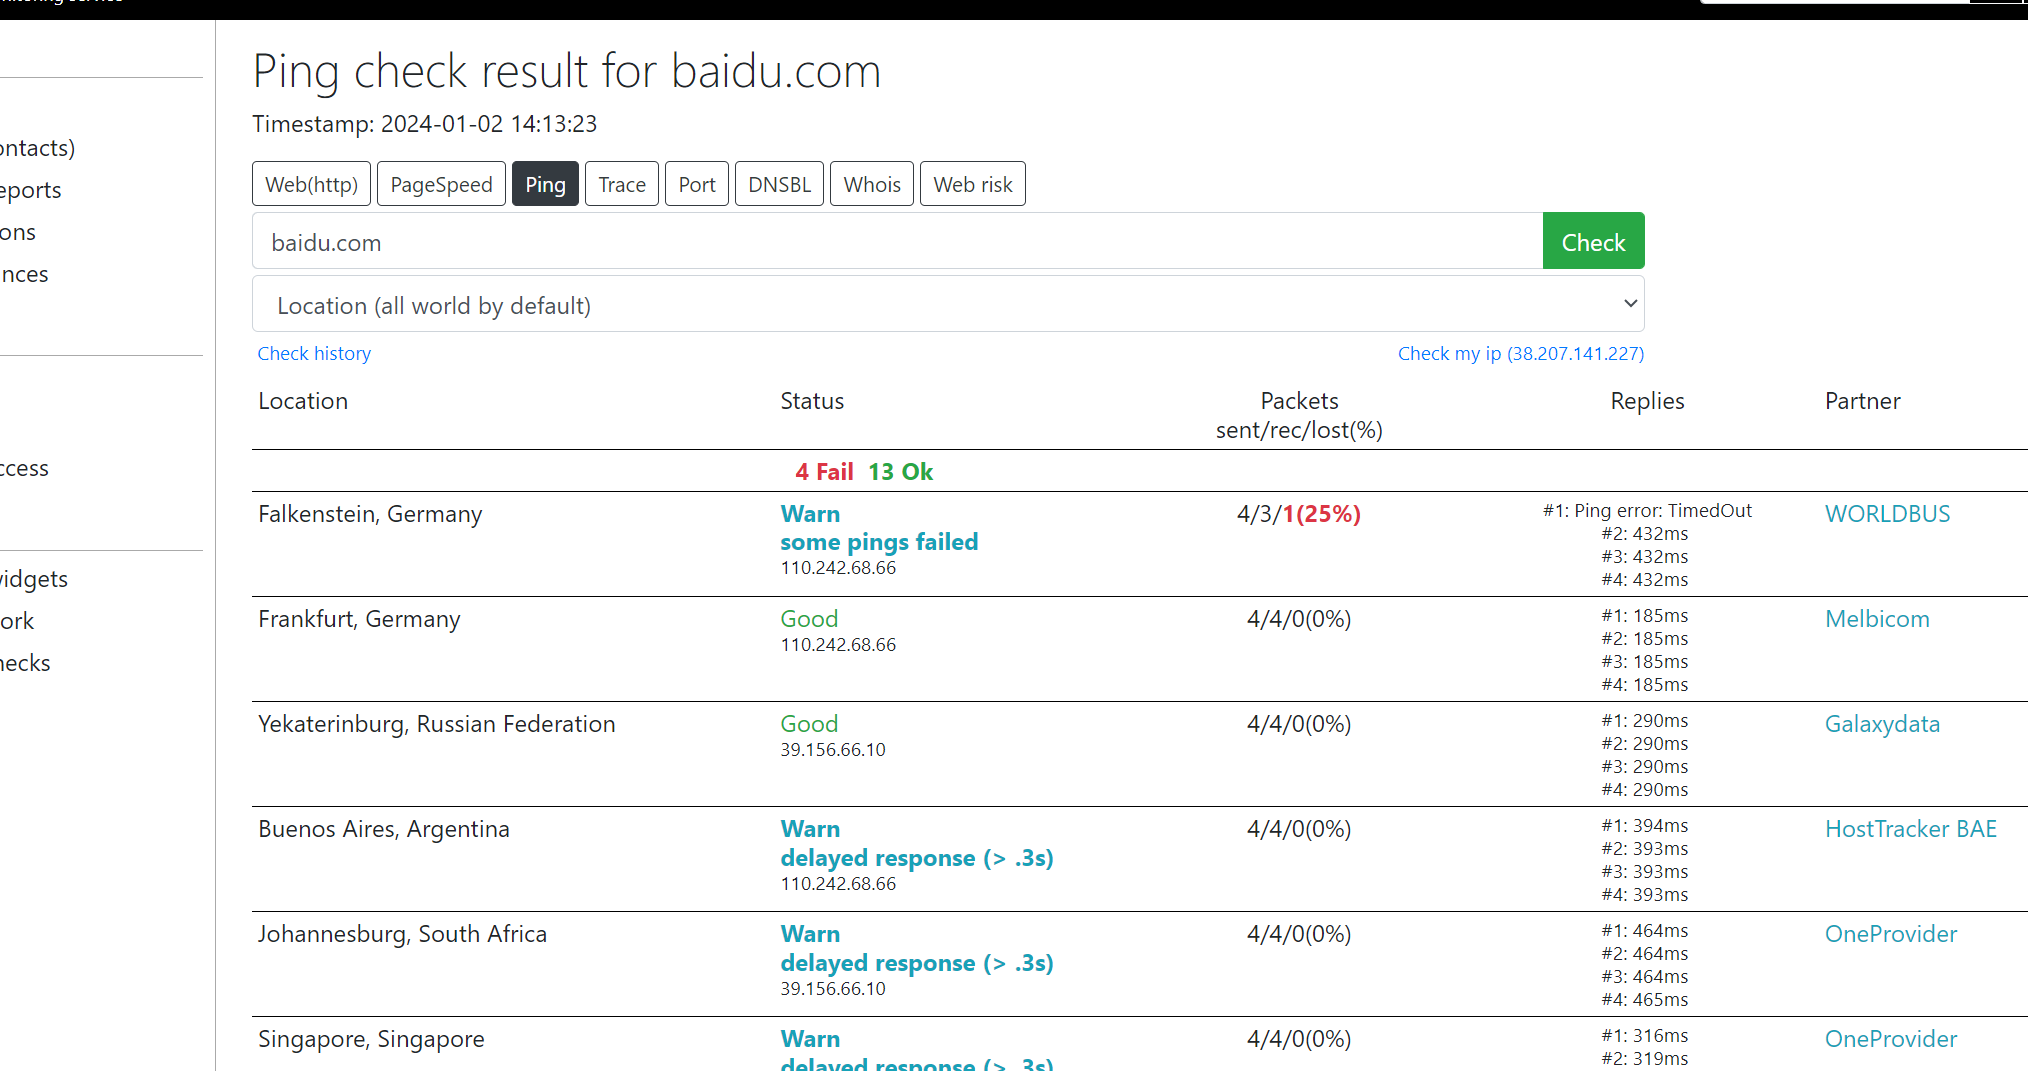 Ping check result for baidu.com
Timestamp: 2024-01-02 14:13:23
ontacts)
eports
ons
nces
ccess
vidgets
ork
necks
Web(http) PageSpeed Ping Trace Port DNSBL Whois Web risk
baidu.com Check
Location (all world by default)
Check history Check my ip (38.207.141.227)
Location Status Packets Replies Partner
sent/rec/lost(%)
4 Fail 13 Ok
Falkenstein, Germany Warn 4/3/1(25%) #1: Ping error: TimedOut WORLDBUS
some pings failed #2: 432ms
110.242.68.66 #3: 432ms
#4: 432ms
Frankfurt, Germany Good 4/4/0(0%) #1: 185ms Melbicom
110.242.68.66 #2: 185ms
#3: 185ms
#4: 185ms
Yekaterinburg, Russian Federation Good 4/4/0(0%) #1: 290ms Galaxydata
39.156.66.10 #2: 290ms
#3: 290ms
#4: 290ms
Buenos Aires, Argentina Warn 4/4/0(0%) #1: 394ms HostTracker BAE
delayed response (> .3s) #2: 393ms
110.242.68.66 #3: 393ms
#4: 393ms
Johannesburg, South Africa Warn 4/4/0(0%) #1: 464ms OneProvider
delayed response (> .3s) #2: 464ms
39.156.66.10 #3: 464ms
#4: 465ms
Singapore, Singapore Warn 4/4/0(0%) #1: 316ms OneProvider
delayed response (> .3s) #2: 319ms